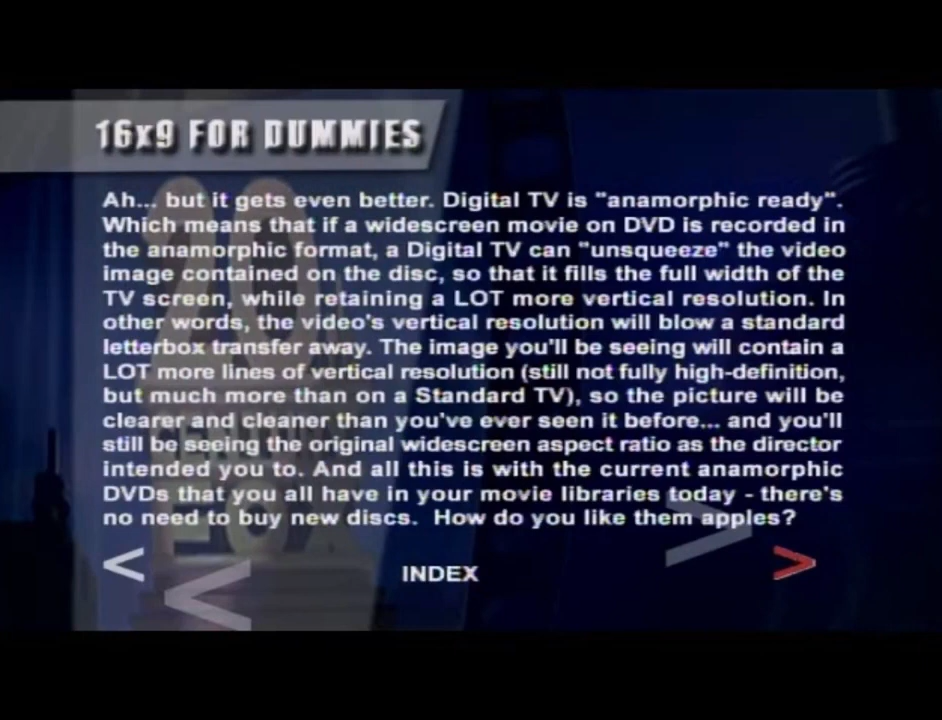 16x9 FOR DUMMIES
Ah... but it gets even better. Digital TV is "anamorphic ready".
Which means that if a widescreen movie on DVD is recorded in
the anamorphic format, a Digital TV can "unsqueeze" the video
image contained on the disc, so that it fills the full width of the
TV screen, while retaining a LOT more vertical resolution. In
other words, the video's vertical resolution will blow a standard
letterbox transfer away. The image you'll be seeing will contain a
LOT more lines of vertical resolution (still not fully high-definition,
but much more than on a Standard TV), so the picture will be
clearer and cleaner than you've ever seen it before... and you'll
still be seeing the original widescreen aspect ratio as the director
intended you to. And all this is with the current anamorphic
DVDs that you all have in your movie libraries today - there's
no need to buy new discs.  How do you like them apples?
< INDEX >